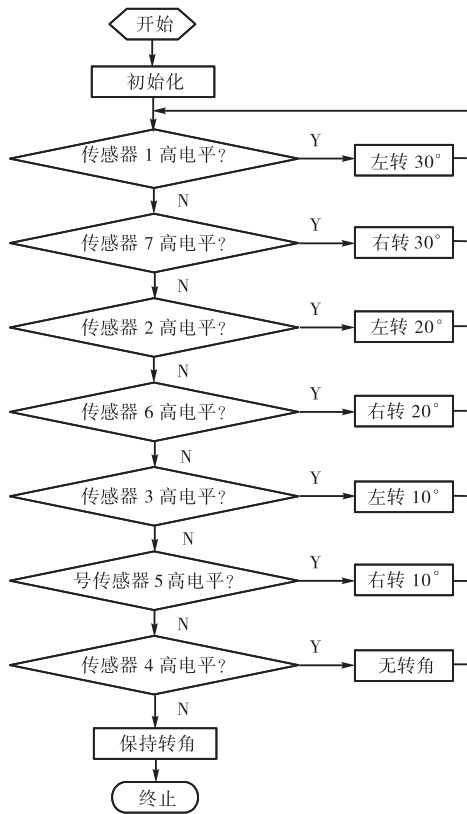 开始
初始化
传感器 1 高电平?
Y
左转 30°
N
传感器 7 高电平?
Y
右转 30°
N
传感器 2 高电平?
Y
左转 20°
N
传感器 6 高电平?
Y
右转 20°
N
传感器 3 高电平?
Y
左转 10°
N
号传感器 5 高电平?
Y
右转 10°
N
传感器 4 高电平?
Y
无转角
N
保持转角
终止